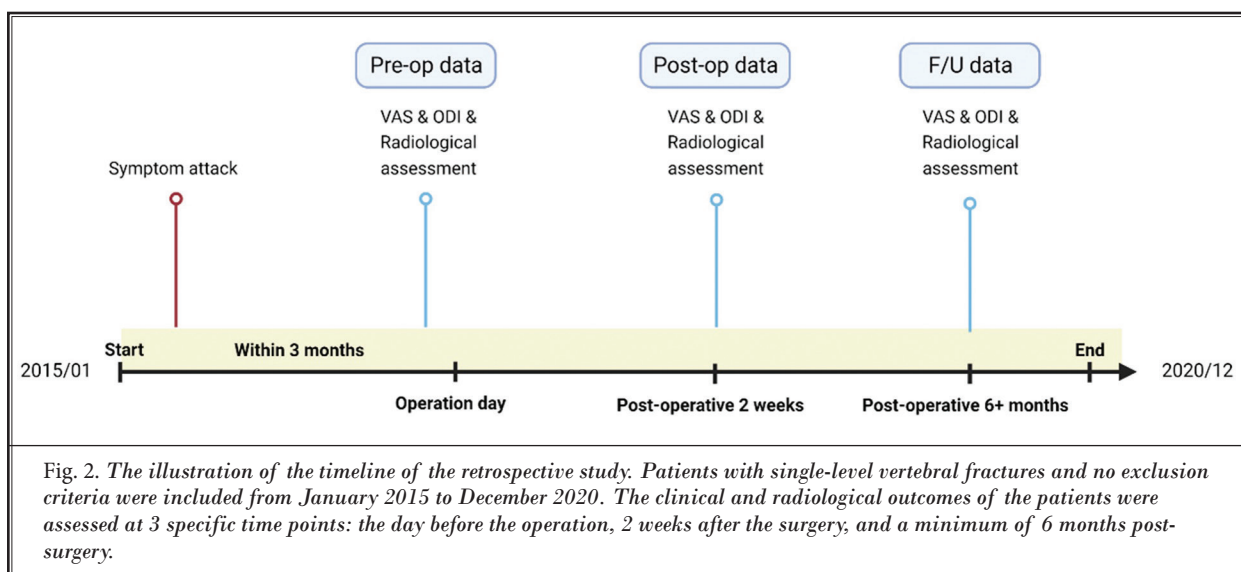 Pre-op data
Post-op data
F/U data
VAS & ODI &
Radiological
assessment
VAS & ODI &
Radiological
assessment
VAS & ODI &
Radiological
assessment
Symptom attack
Start
Within 3 months
End
2015/01
2020/12
Operation day
Post-operative 2 weeks
Post-operative 6+ months
Fig. 2. The illustration of the timeline of the retrospective study. Patients with single-level vertebral fractures and no exclusion
criteria were included from January 2015 to December 2020. The clinical and radiological outcomes of the patients were
assessed at 3 specific time points: the day before the operation, 2 weeks after the surgery, and a minimum of 6 months post-
surgery.